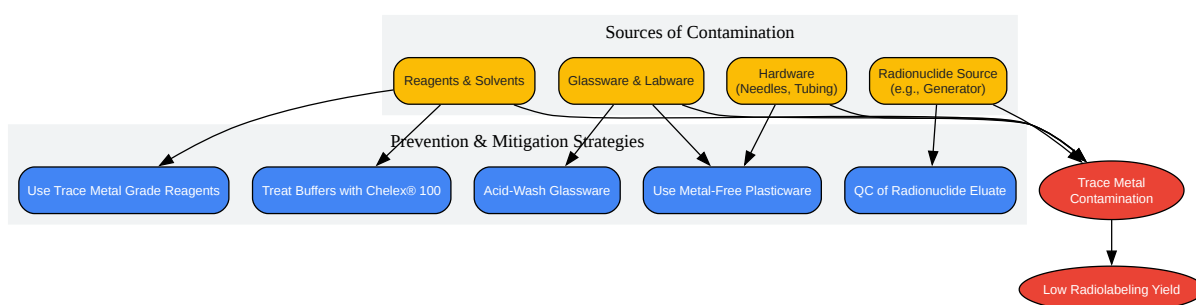 Sources of Contamination
Reagents & Solvents
Glassware & Labware
Hardware
(Needles, Tubing)
Radionuclide Source
(e.g., Generator)
Prevention & Mitigation Strategies
Use Trace Metal Grade Reagents
Treat Buffers with Chelex® 100
Acid-Wash Glassware
Use Metal-Free Plasticware
QC of Radionuclide Eluate
Trace Metal
Contamination
Low Radiolabeling Yield